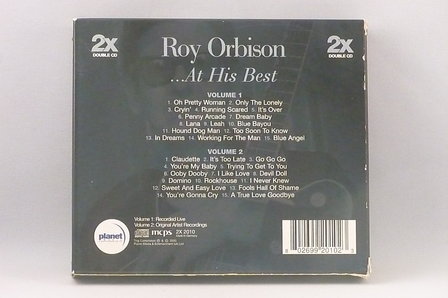 2x
DOUBLE CD
Roy Orbison
...At His Best
2x
DOUBLE CD
VOLUME 1
1. Oh Pretty Woman 2. Only The Lonely
3. Cryin' 4. Running Scared 5. It's Over
6. Penny Arcade 7. Dream Baby
8. Lana 9. Leah 10. Blue Bayou
11. Hound Dog Man 12. Too Soon To Know
13. In Dreams 14. Working For The Man 15. Blue Angel
VOLUME 2
1. Claudette 2. It's Too Late 3. Go Go Go
4. You're My Baby 5. Trying To Get To You
6. Ooby Dooby 7. I Like Love 8. Devil Doll
9. Domino 10. Rockhouse 11. I Never Knew
12. Sweet And Easy Love 13. Fools Hall Of Shame
14. You're Gonna Cry 15. A True Love Goodbye
planet
Volume 1: Recorded Live
Volume 2: Original Artist Recordings
mcps
2X 2010
8 02699 20102 3